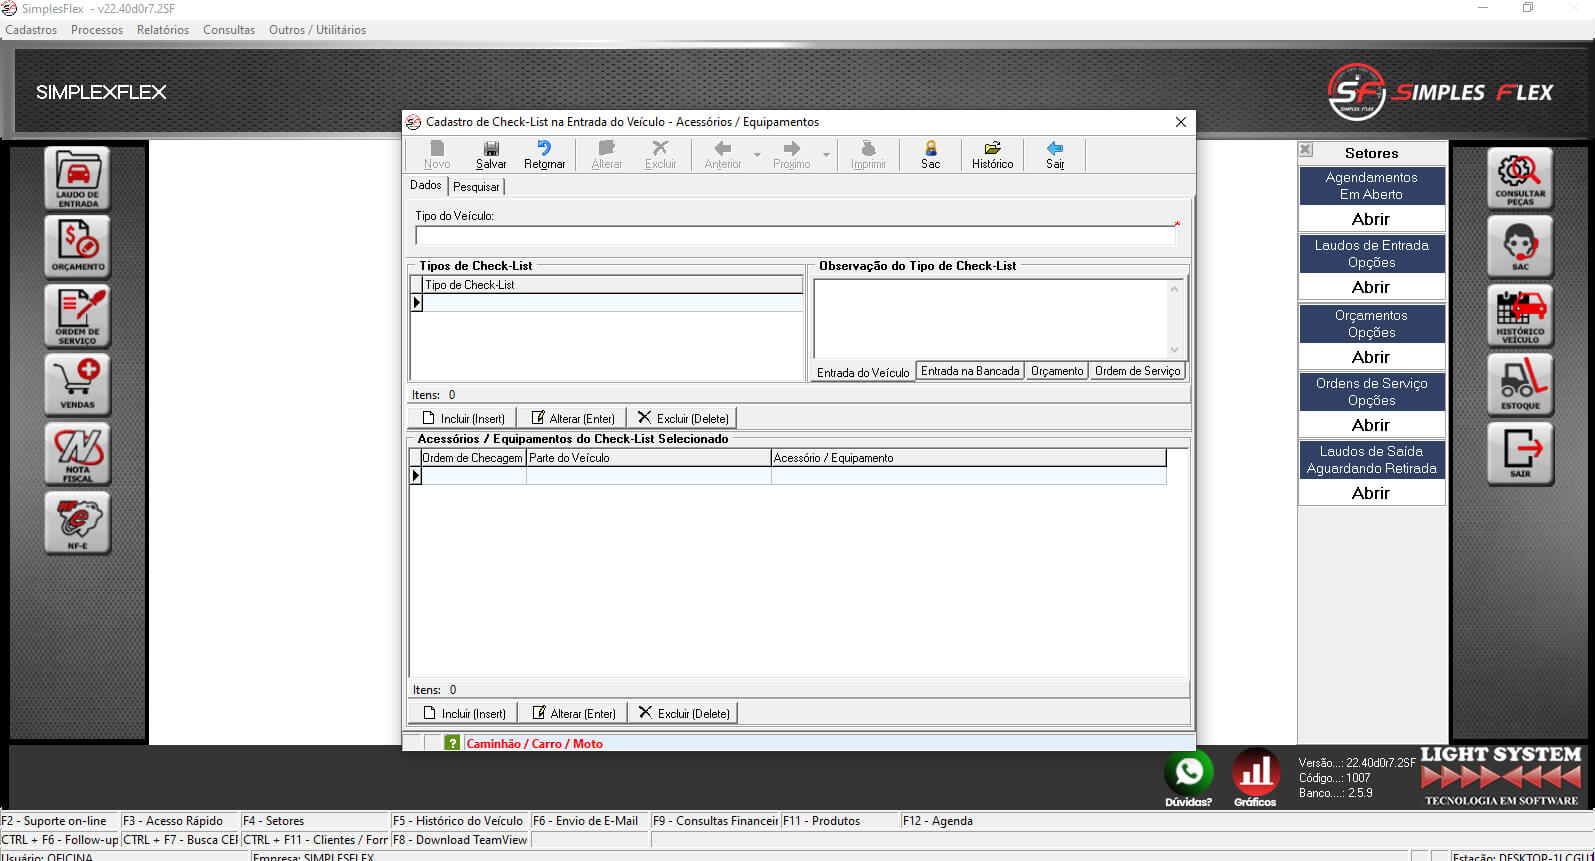 SimplesFlex - v22.40d0r7.2SF
Cadastros Processos Relatórios Consultas Outros / Utilitários
SIMPLEXFLEX
SF
SIMPLES FLEX
SIMPLES FLEX
LAUDO DE
ENTRADA
ORÇAMENTO
ORDEM DE
SERVIÇO
VENDAS
NOTA
FISCAL
NF-E
Cadastro de Check-List na Entrada do Veículo - Acessórios / Equipamentos
Novo Salvar Retornar Alterar Excluir Anterior Proximo Imprimir Sac Histórico Sair
Dados Pesquisar
Tipo do Veículo:
*
Tipos de Check-List
Tipo de Check-List
Observação do Tipo de Check-List
Entrada do Veículo Entrada na Bancada Orçamento Ordem de Serviço
Itens: 0
Incluir (Insert) Alterar (Enter) Excluir (Delete)
Acessórios / Equipamentos do Check-List Selecionado
Ordem de Checagem Parte do Veículo Acessório / Equipamento
Itens: 0
Incluir (Insert) Alterar (Enter) Excluir (Delete)
? Caminhão / Carro / Moto
Setores
Agendamentos
Em Aberto
Abrir
Laudos de Entrada
Opções
Abrir
Orçamentos
Opções
Abrir
Ordens de Serviço
Opções
Abrir
Laudos de Saída
Aguardando Retirada
Abrir
CONSULTAR
PEÇAS
SAC
HISTÓRICO
VEÍCULO
ESTOQUE
SAIR
Dúvidas?
Gráficos
Versão...: 22.40d0r7.2SF
Código...: 1007
Banco....: 2.5.9
LIGHT SYSTEM
TECNOLOGIA EM SOFTWARE
F2 - Suporte on-line F3 - Acesso Rápido F4 - Setores F5 - Histórico do Veículo F6 - Envio de E-Mail F9 - Consultas Financeir F11 - Produtos F12 - Agenda
CTRL + F6 - Follow-up CTRL + F7 - Busca CEP CTRL + F11 - Clientes / Forr F8 - Download TeamView
Usuário: OFICINA Empresa: SIMPLESFLEX Estação: DESKTOP-1LCGU1